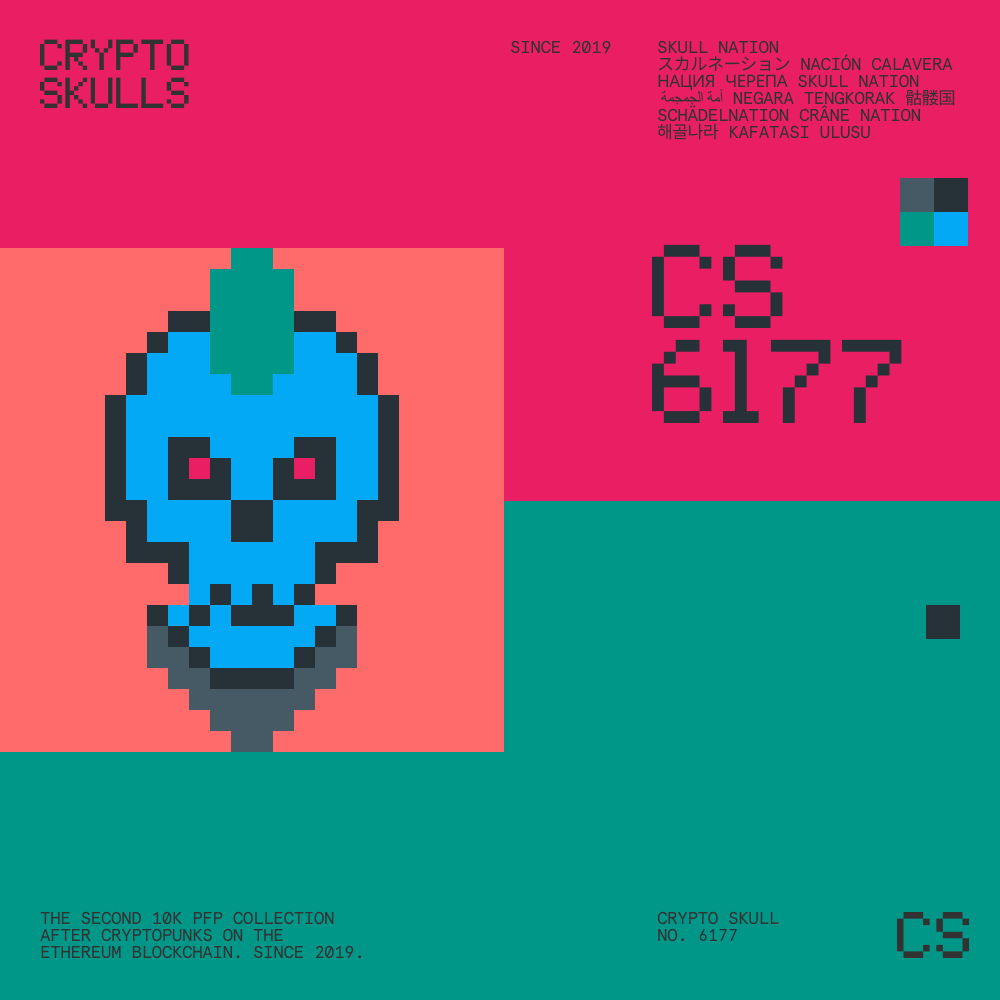 CRYPTO
SKULLS
SINCE 2019
SKULL NATION
スカルネーション NACIÓN CALAVERA
НАЦИЯ ЧЕРЕПА SKULL NATION
أمة الجمجمة NEGARA TENGKORAK 骷髅国
SCHÄDELNATION CRÂNE NATION
해골나라 KAFATASI ULUSU
CS
6177
THE SECOND 10K PFP COLLECTION
AFTER CRYPTOPUNKS ON THE
ETHEREUM BLOCKCHAIN. SINCE 2019.
CRYPTO SKULL
NO. 6177
CS